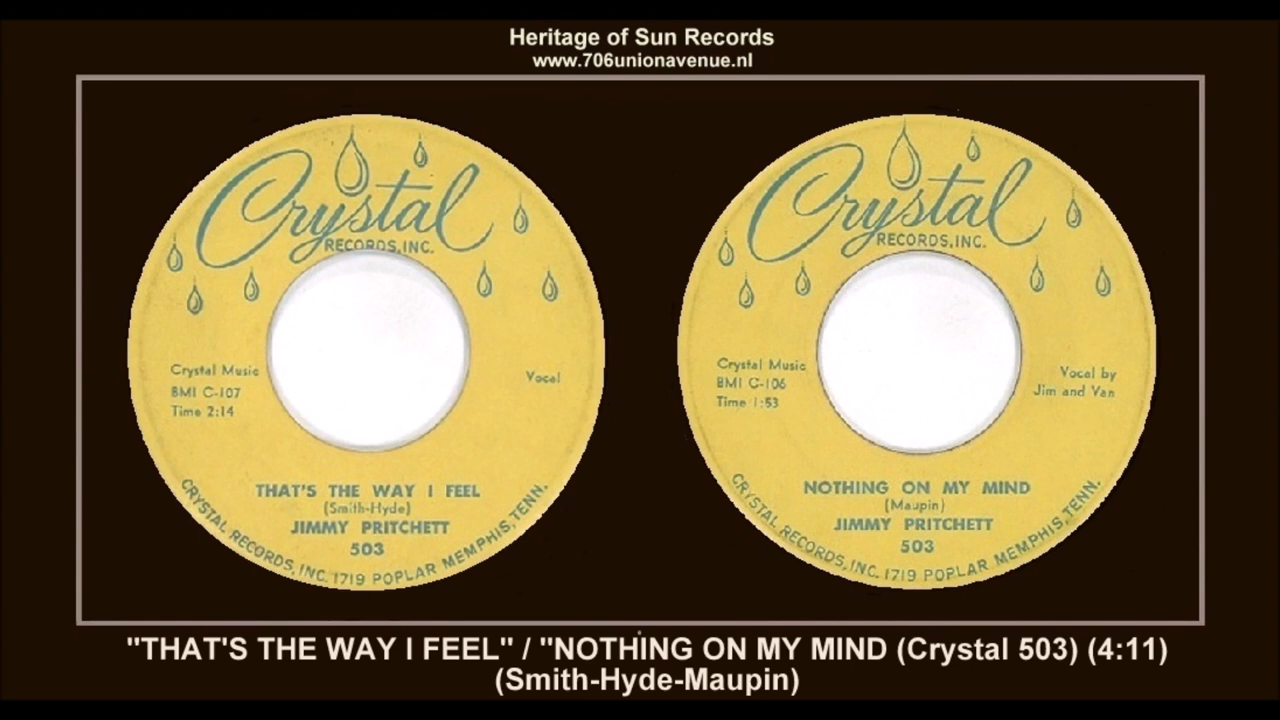 Heritage of Sun Records
www.706unionavenue.nl
Crystal
RECORDS, INC.
Crystal Music
BMI C-107
Time 2:14
Vocal
THAT'S THE WAY I FEEL
(Smith-Hyde)
JIMMY PRITCHETT
503
CRYSTAL RECORDS, INC. 1719 POPLAR MEMPHIS, TENN.
Crystal
RECORDS, INC.
Crystal Music
BMI C-106
Time 1:53
Vocal by
Jim and Van
NOTHING ON MY MIND
(Maupin)
JIMMY PRITCHETT
503
CRYSTAL RECORDS, INC. 1719 POPLAR MEMPHIS, TENN.
"THAT'S THE WAY I FEEL" / "NOTHING ON MY MIND (Crystal 503) (4:11)
(Smith-Hyde-Maupin)